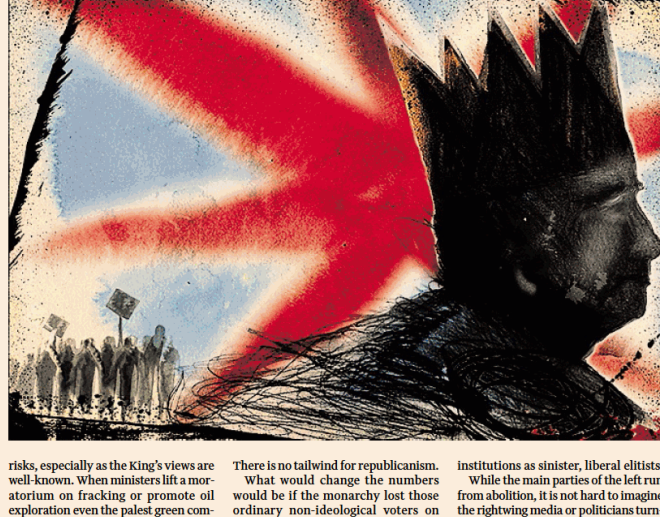 risks, especially as the King's views are
well-known. When ministers lift a mor-
atorium on fracking or promote oil
exploration even the palest green com-
There is no tailwind for republicanism.
What would change the numbers
would be if the monarchy lost those
ordinary non-ideological voters on
institutions as sinister, liberal elitists
While the main parties of the left run
from abolition, it is not hard to imagine
the rightwing media or politicians turn